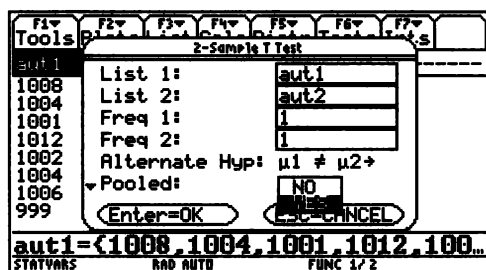 F1 F2 F3 F4 F5 F6 F7
Tools
2-Sample T Test
aut1
List 1: aut1
1008
List 2: aut2
1004
Freq 1: 1
1001
Freq 2: 1
1012
Alternate Hyp: μ1 ≠ μ2→
1002
1004
Pooled: NO
1006
999
Enter=OK ESC=CANCEL
aut1={1008,1004,1001,1012,100…
STATVARS RAD AUTO FUNC 1/2